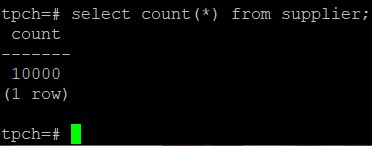 tpch=# select count(*) from supplier;
count
-------
10000
(1 row)
tpch=#